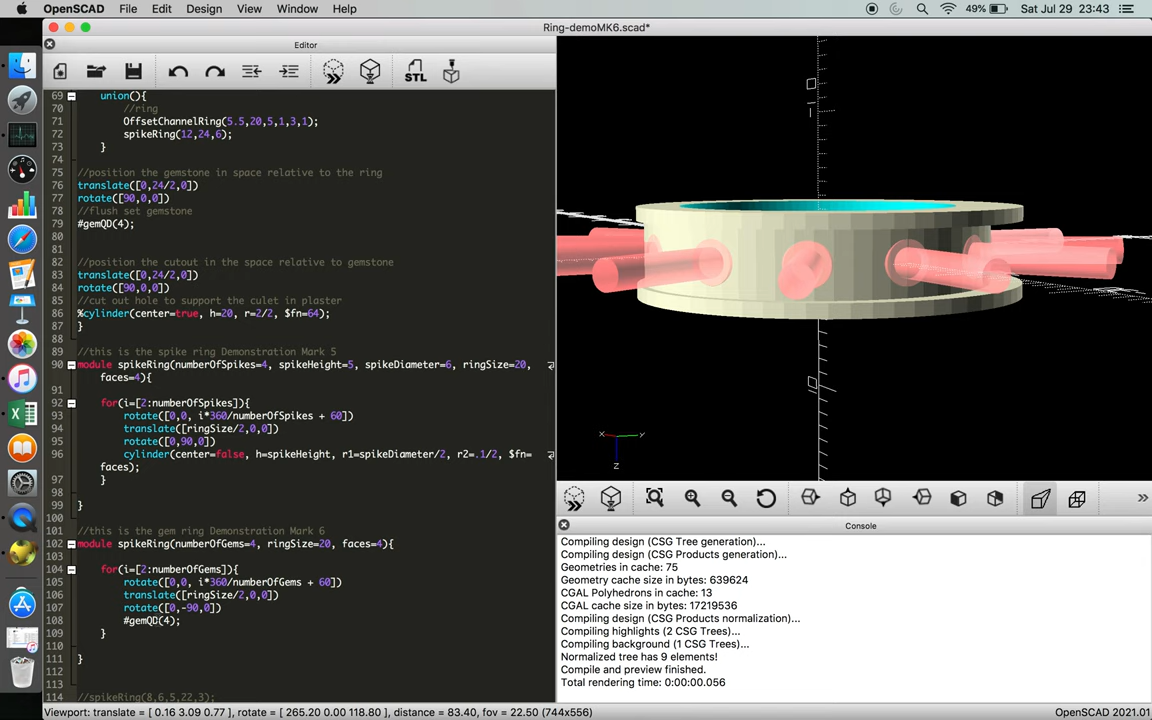 OpenSCAD File Edit Design View Window Help 49% Sat Jul 29 23:43
Ring-demoMK6.scad*
Editor
STL
69 union(){
70 //ring
71 OffsetChannelRing(5.5,20,5,1,3,1);
72 spikeRing(12,24,6);
73 }
74
75 //position the gemstone in space relative to the ring
76 translate([0,24/2,0])
77 rotate([90,0,0])
78 //flush set gemstone
79 #gemQD(4);
80
81
82 //position the cutout in the space relative to gemstone
83 translate([0,24/2,0])
84 rotate([90,0,0])
85 //cut out hole to support the culet in plaster
86 %cylinder(center=true, h=20, r=2/2, $fn=64);
87 }
88
89 //this is the spike ring Demonstration Mark 5
90 module spikeRing(numberOfSpikes=4, spikeHeight=5, spikeDiameter=6, ringSize=20,
faces=4){
91
92 for(i=[2:numberOfSpikes]){
93 rotate([0,0, i*360/numberOfSpikes + 60])
94 translate([ringSize/2,0,0])
95 rotate([0,90,0])
96 cylinder(center=false, h=spikeHeight, r1=spikeDiameter/2, r2=.1/2, $fn=
faces);
97 }
98
99 }
100
101 //this is the gem ring Demonstration Mark 6
102 module spikeRing(numberOfGems=4, ringSize=20, faces=4){
103
104 for(i=[2:numberOfGems]){
105 rotate([0,0, i*360/numberOfGems + 60])
106 translate([ringSize/2,0,0])
107 rotate([0,-90,0])
108 #gemQD(4);
109 }
110
111 }
112
113
114 //spikeRing(8,6,5,22,3);
X Y
Z
»
Console
Compiling design (CSG Tree generation)...
Compiling design (CSG Products generation)...
Geometries in cache: 75
Geometry cache size in bytes: 639624
CGAL Polyhedrons in cache: 13
CGAL cache size in bytes: 17219536
Compiling design (CSG Products normalization)...
Compiling highlights (2 CSG Trees)...
Compiling background (1 CSG Trees)...
Normalized tree has 9 elements!
Compile and preview finished.
Total rendering time: 0:00:00.056
Viewport: translate = [ 0.16 3.09 0.77 ], rotate = [ 265.20 0.00 118.80 ], distance = 83.40, fov = 22.50 (744x556) OpenSCAD 2021.01